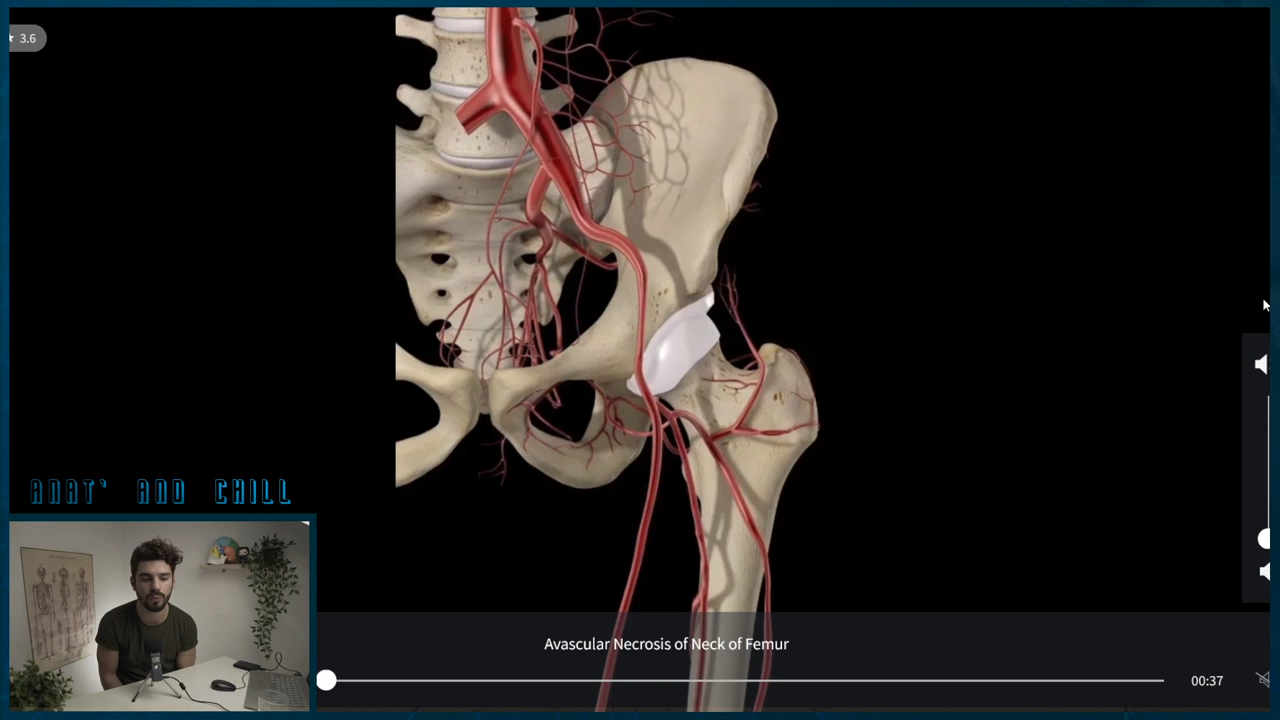 3.6
ANAT' AND CHILL
Avascular Necrosis of Neck of Femur
00:37